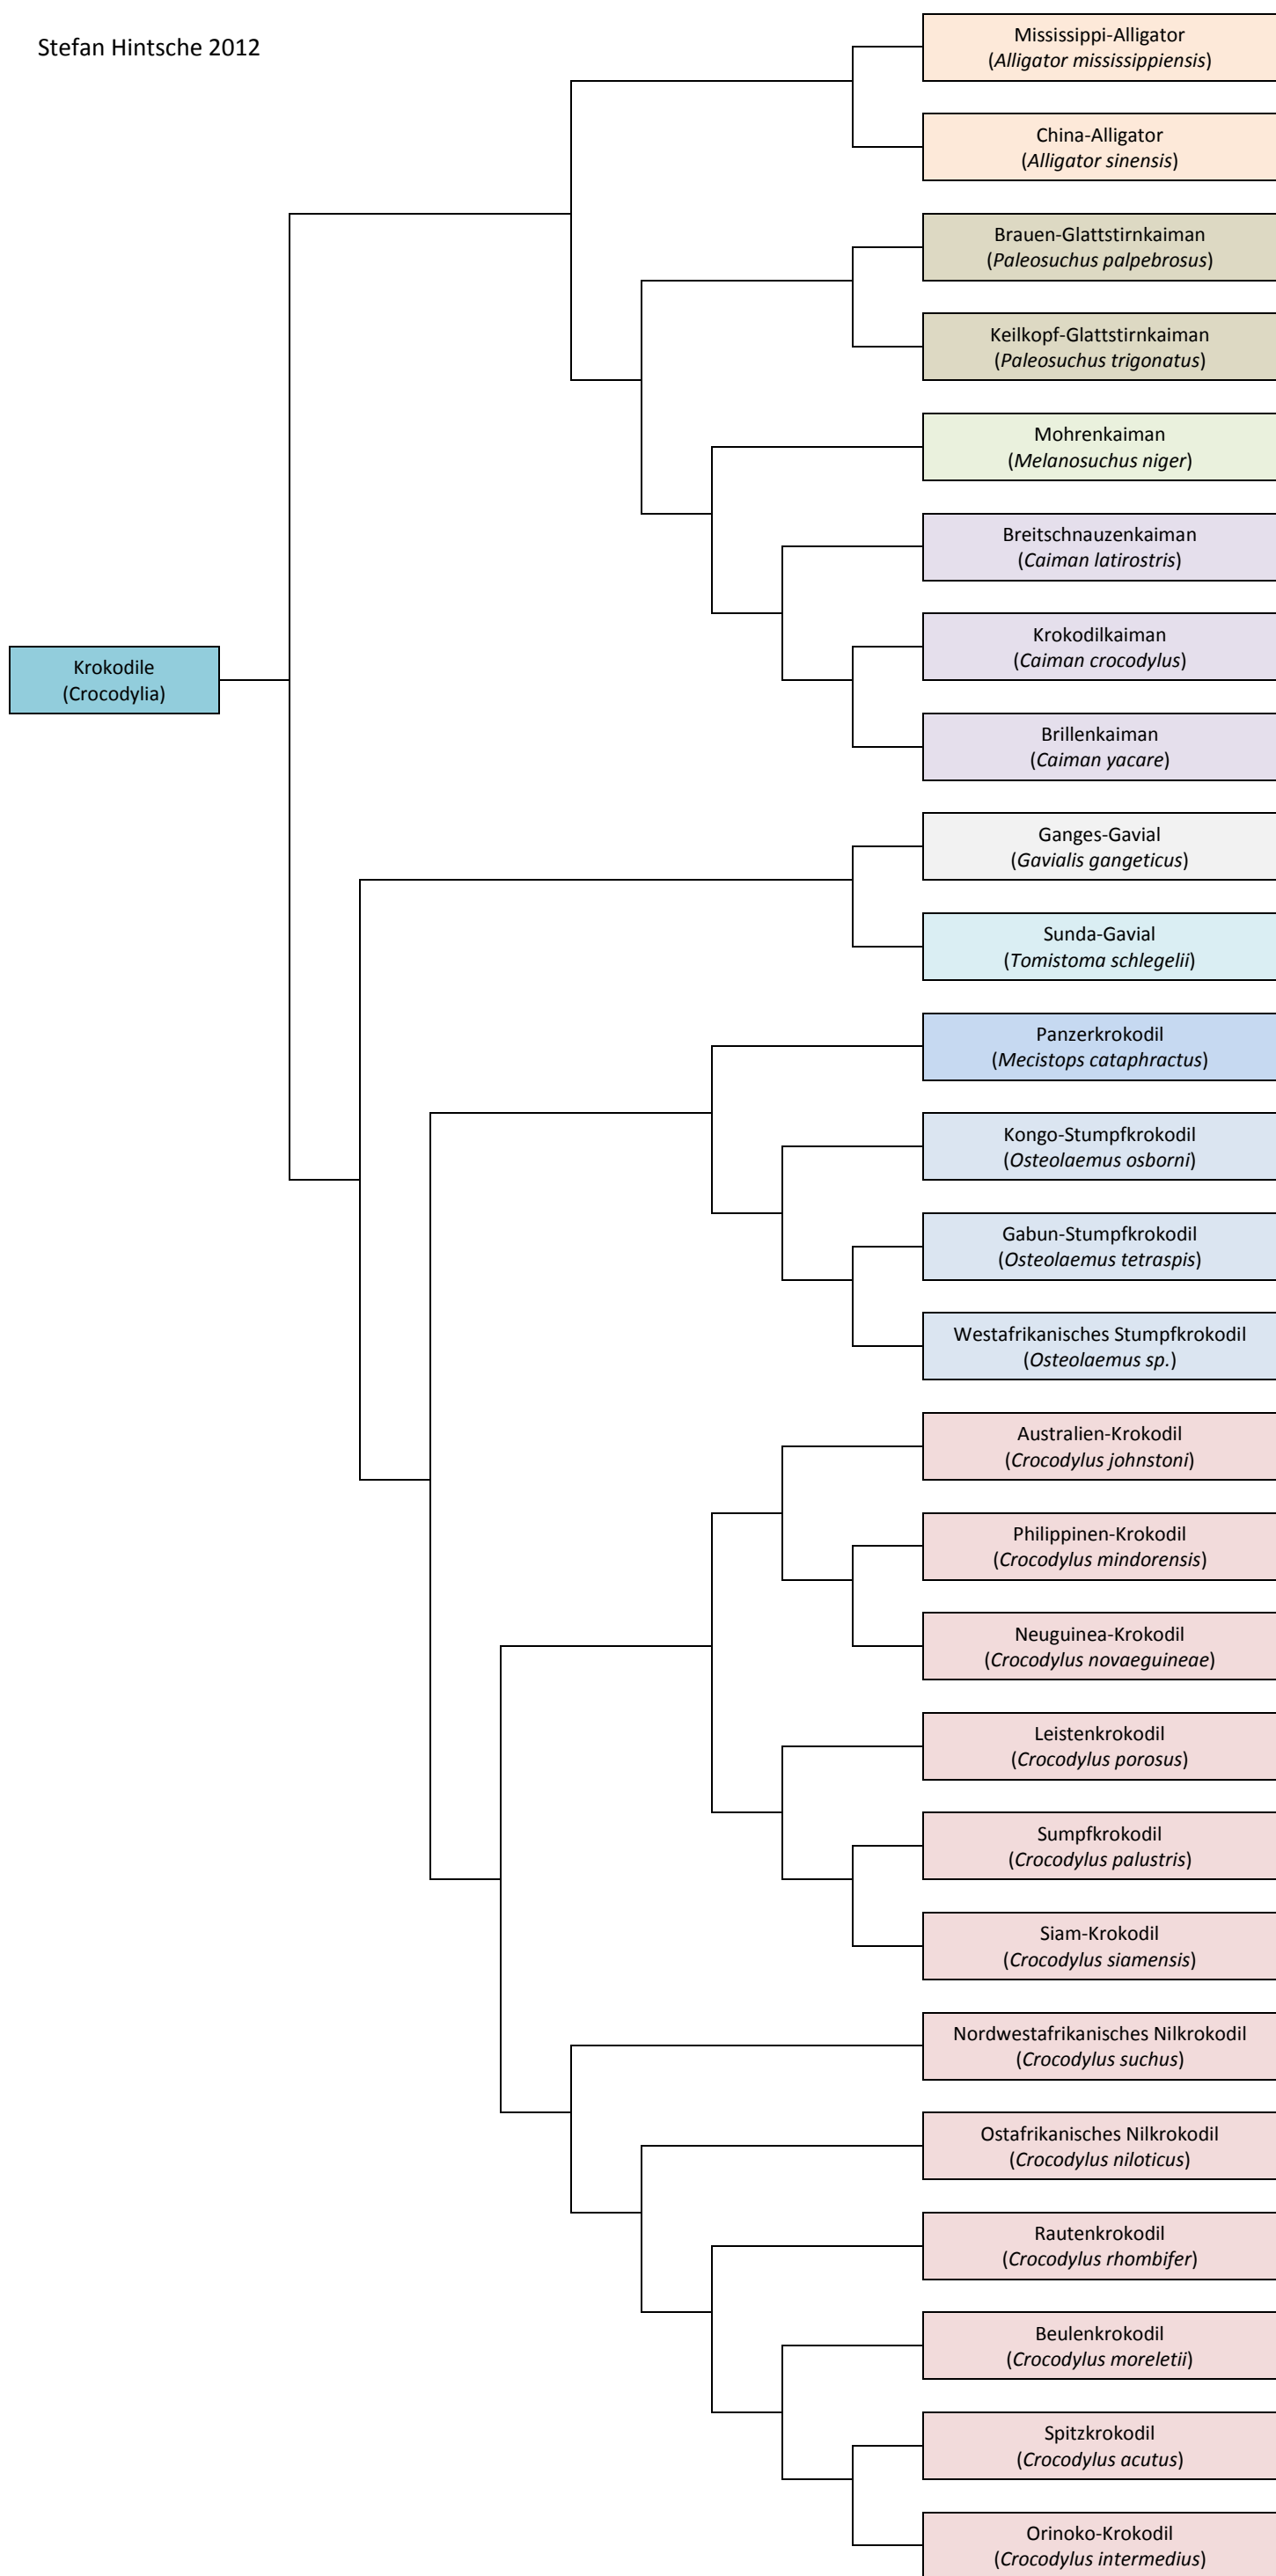 Stefan Hintsche 2012
Mississippi-Alligator
(Alligator mississippiensis)
China-Alligator
(Alligator sinensis)
Brauen-Glattstirnkaiman
(Paleosuchus palpebrosus)
Keilkopf-Glattstirnkaiman
(Paleosuchus trigonatus)
Mohrenkaiman
(Melanosuchus niger)
Breitschnauzenkaiman
(Caiman latirostris)
Krokodilkaiman
(Caiman crocodylus)
Krokodile
(Crocodylia)
Brillenkaiman
(Caiman yacare)
Ganges-Gavial
(Gavialis gangeticus)
Sunda-Gavial
(Tomistoma schlegelii)
Panzerkrokodil
(Mecistops cataphractus)
Kongo-Stumpfkrokodil
(Osteolaemus osborni)
Gabun-Stumpfkrokodil
(Osteolaemus tetraspis)
Westafrikanisches Stumpfkrokodil
(Osteolaemus sp.)
Australien-Krokodil
(Crocodylus johnstoni)
Philippinen-Krokodil
(Crocodylus mindorensis)
Neuguinea-Krokodil
(Crocodylus novaeguineae)
Leistenkrokodil
(Crocodylus porosus)
Sumpfkrokodil
(Crocodylus palustris)
Siam-Krokodil
(Crocodylus siamensis)
Nordwestafrikanisches Nilkrokodil
(Crocodylus suchus)
Ostafrikanisches Nilkrokodil
(Crocodylus niloticus)
Rautenkrokodil
(Crocodylus rhombifer)
Beulenkrokodil
(Crocodylus moreletii)
Spitzkrokodil
(Crocodylus acutus)
Orinoko-Krokodil
(Crocodylus intermedius)